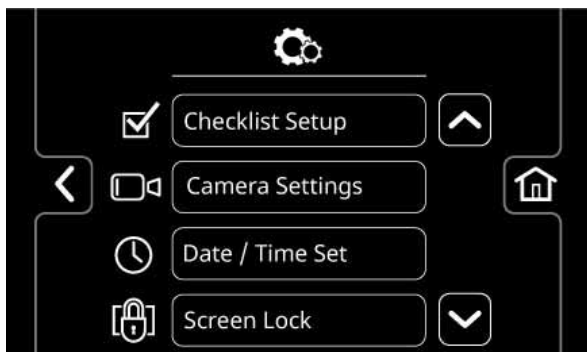 Checklist Setup
Camera Settings
Date / Time Set
Screen Lock